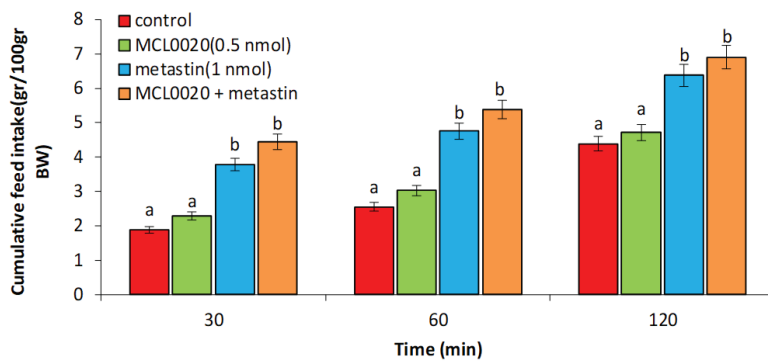 control
MCL0020(0.5 nmol)
metastin(1 nmol)
MCL0020 + metastin
Cumulative feed intake(gr/100gr
BW)
8
7
6
5
4
3
2
1
0
a a b b
a a b b
a a b b
30 60 120
Time (min)